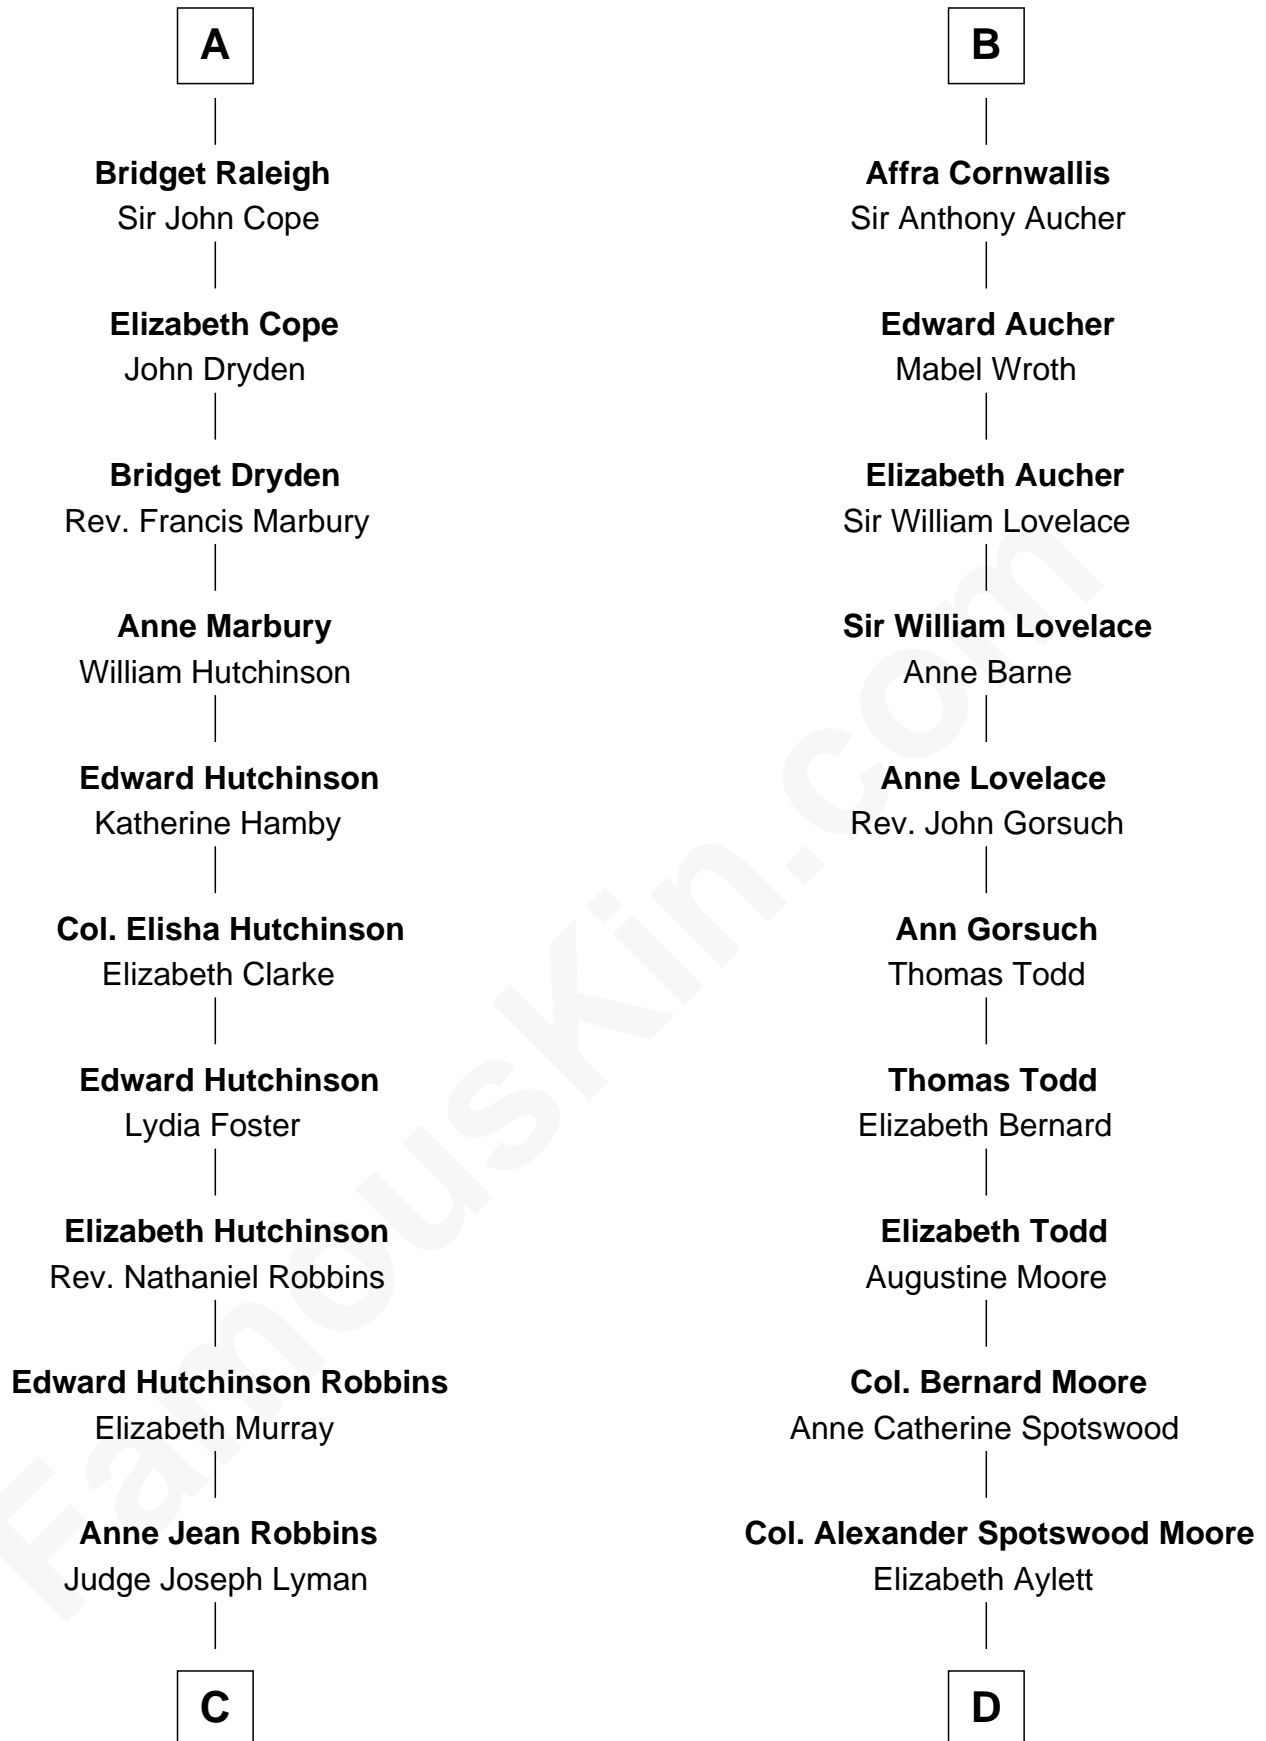 A
Bridget Raleigh
Sir John Cope
Elizabeth Cope
John Dryden
Bridget Dryden
Rev. Francis Marbury
Anne Marbury
William Hutchinson
Edward Hutchinson
Katherine Hamby
Col. Elisha Hutchinson
Elizabeth Clarke
Edward Hutchinson
Lydia Foster
Elizabeth Hutchinson
Rev. Nathaniel Robbins
Edward Hutchinson Robbins
Elizabeth Murray
Anne Jean Robbins
Judge Joseph Lyman
C
B
Affra Cornwallis
Sir Anthony Aucher
Edward Aucher
Mabel Wroth
Elizabeth Aucher
Sir William Lovelace
Sir William Lovelace
Anne Barne
Anne Lovelace
Rev. John Gorsuch
Ann Gorsuch
Thomas Todd
Thomas Todd
Elizabeth Bernard
Elizabeth Todd
Augustine Moore
Col. Bernard Moore
Anne Catherine Spotswood
Col. Alexander Spotswood Moore
Elizabeth Aylett
D
FamousKin.com